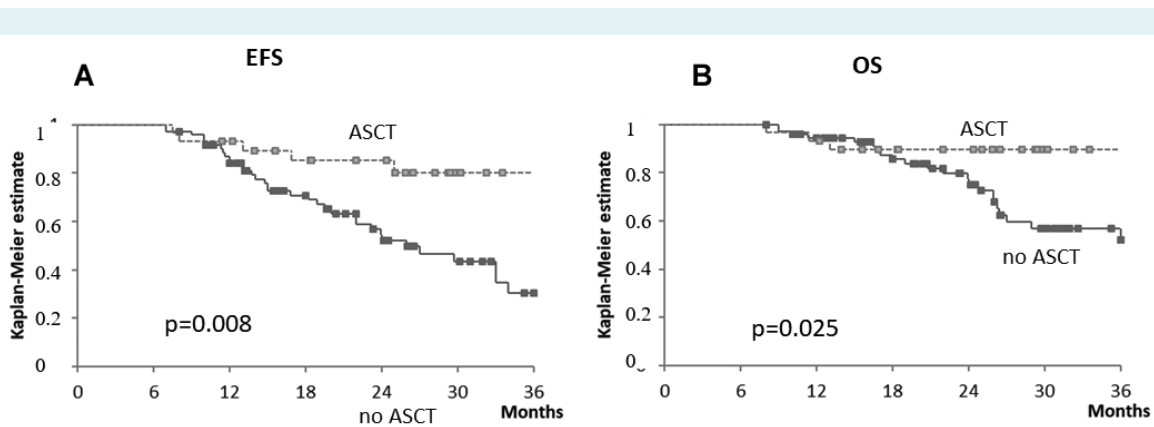 EFS
A
ASCT
1
0.8
0.6
0.4
0.2
0
Kaplan-Meier estimate
p=0.008
0 6 12 18 24 30 36
no ASCT
Months
OS
B
ASCT
1
0.8
0.6
0.4
0.2
0
Kaplan-Meier estimate
no ASCT
p=0.025
0 6 12 18 24 30 36
Months